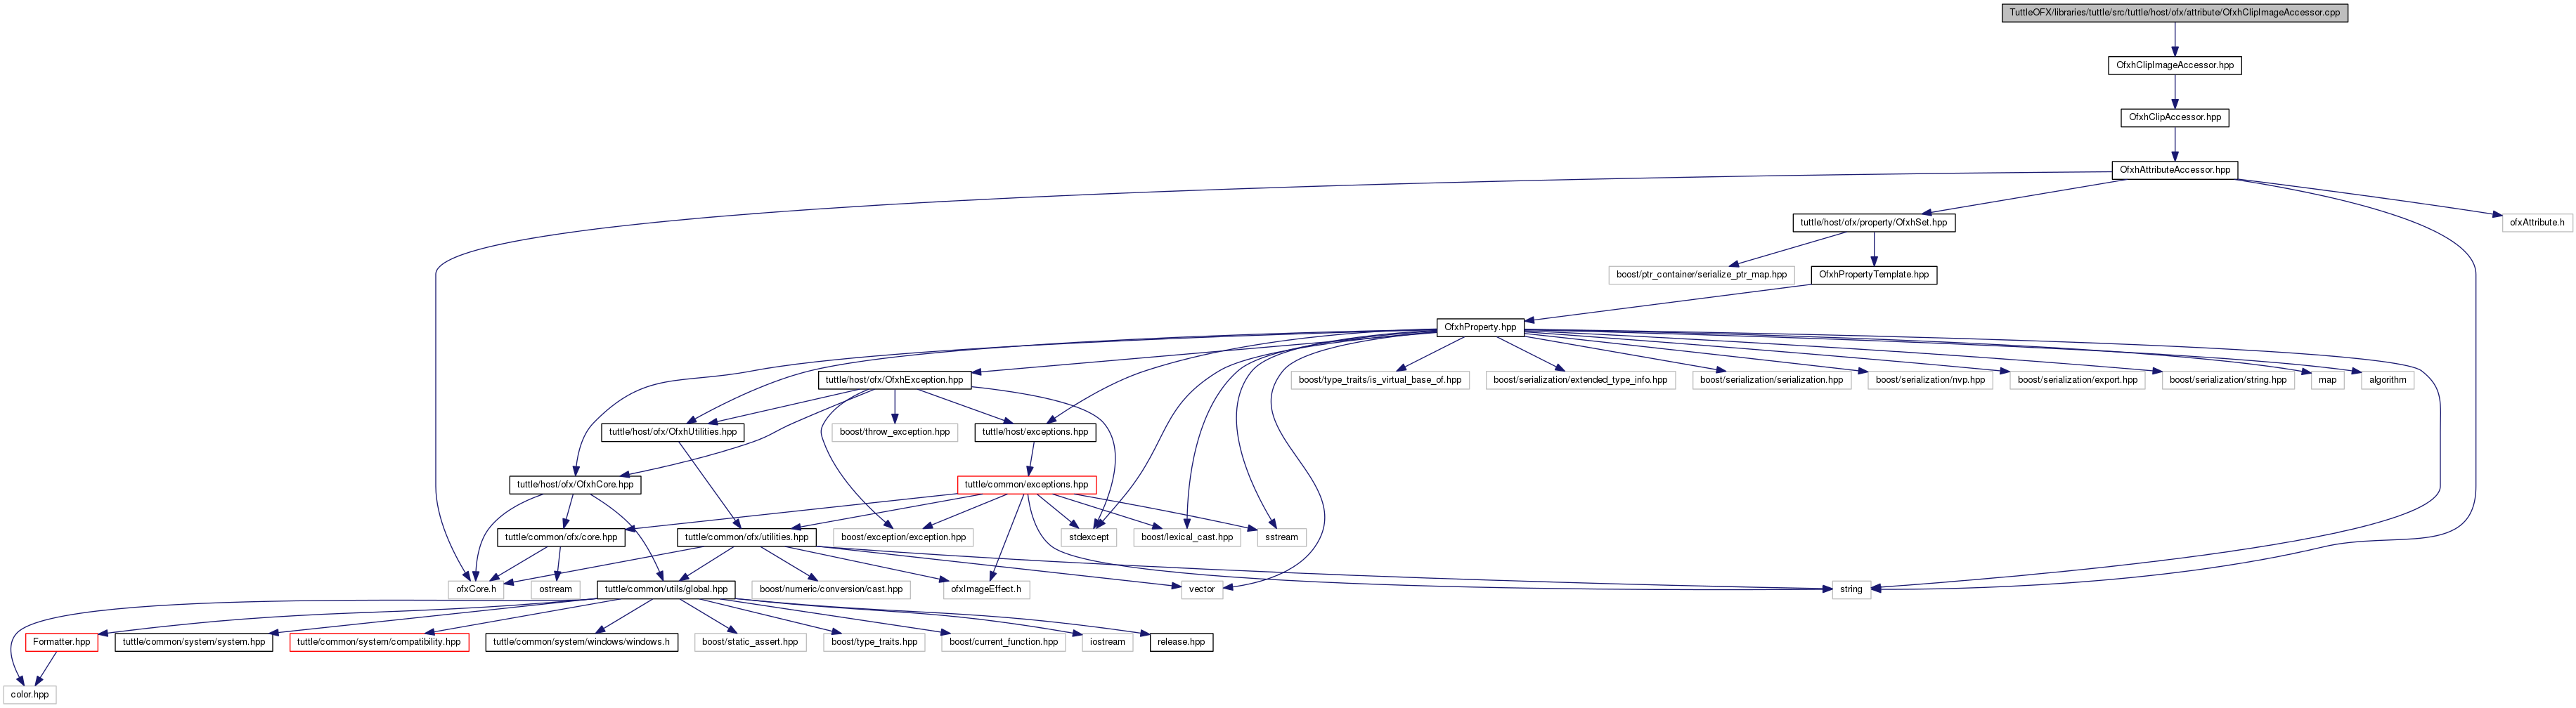 TuttleOFX/libraries/tuttle/src/tuttle/host/ofx/attribute/OfxhClipImageAccessor.cpp
OfxhClipImageAccessor.hpp
OfxhClipAccessor.hpp
OfxhAttributeAccessor.hpp
tuttle/host/ofx/property/OfxhSet.hpp
ofxAttribute.h
boost/ptr_container/serialize_ptr_map.hpp
OfxhPropertyTemplate.hpp
OfxhProperty.hpp
tuttle/host/ofx/OfxhException.hpp
boost/type_traits/is_virtual_base_of.hpp
boost/serialization/extended_type_info.hpp
boost/serialization/serialization.hpp
boost/serialization/nvp.hpp
boost/serialization/export.hpp
boost/serialization/string.hpp
map
algorithm
tuttle/host/ofx/OfxhUtilities.hpp
boost/throw_exception.hpp
tuttle/host/exceptions.hpp
tuttle/host/ofx/OfxhCore.hpp
tuttle/common/exceptions.hpp
tuttle/common/ofx/core.hpp
tuttle/common/ofx/utilities.hpp
boost/exception/exception.hpp
stdexcept
boost/lexical_cast.hpp
sstream
ofxCore.h
ostream
tuttle/common/utils/global.hpp
boost/numeric/conversion/cast.hpp
ofxImageEffect.h
vector
string
Formatter.hpp
tuttle/common/system/system.hpp
tuttle/common/system/compatibility.hpp
tuttle/common/system/windows/windows.h
boost/static_assert.hpp
boost/type_traits.hpp
boost/current_function.hpp
iostream
release.hpp
color.hpp